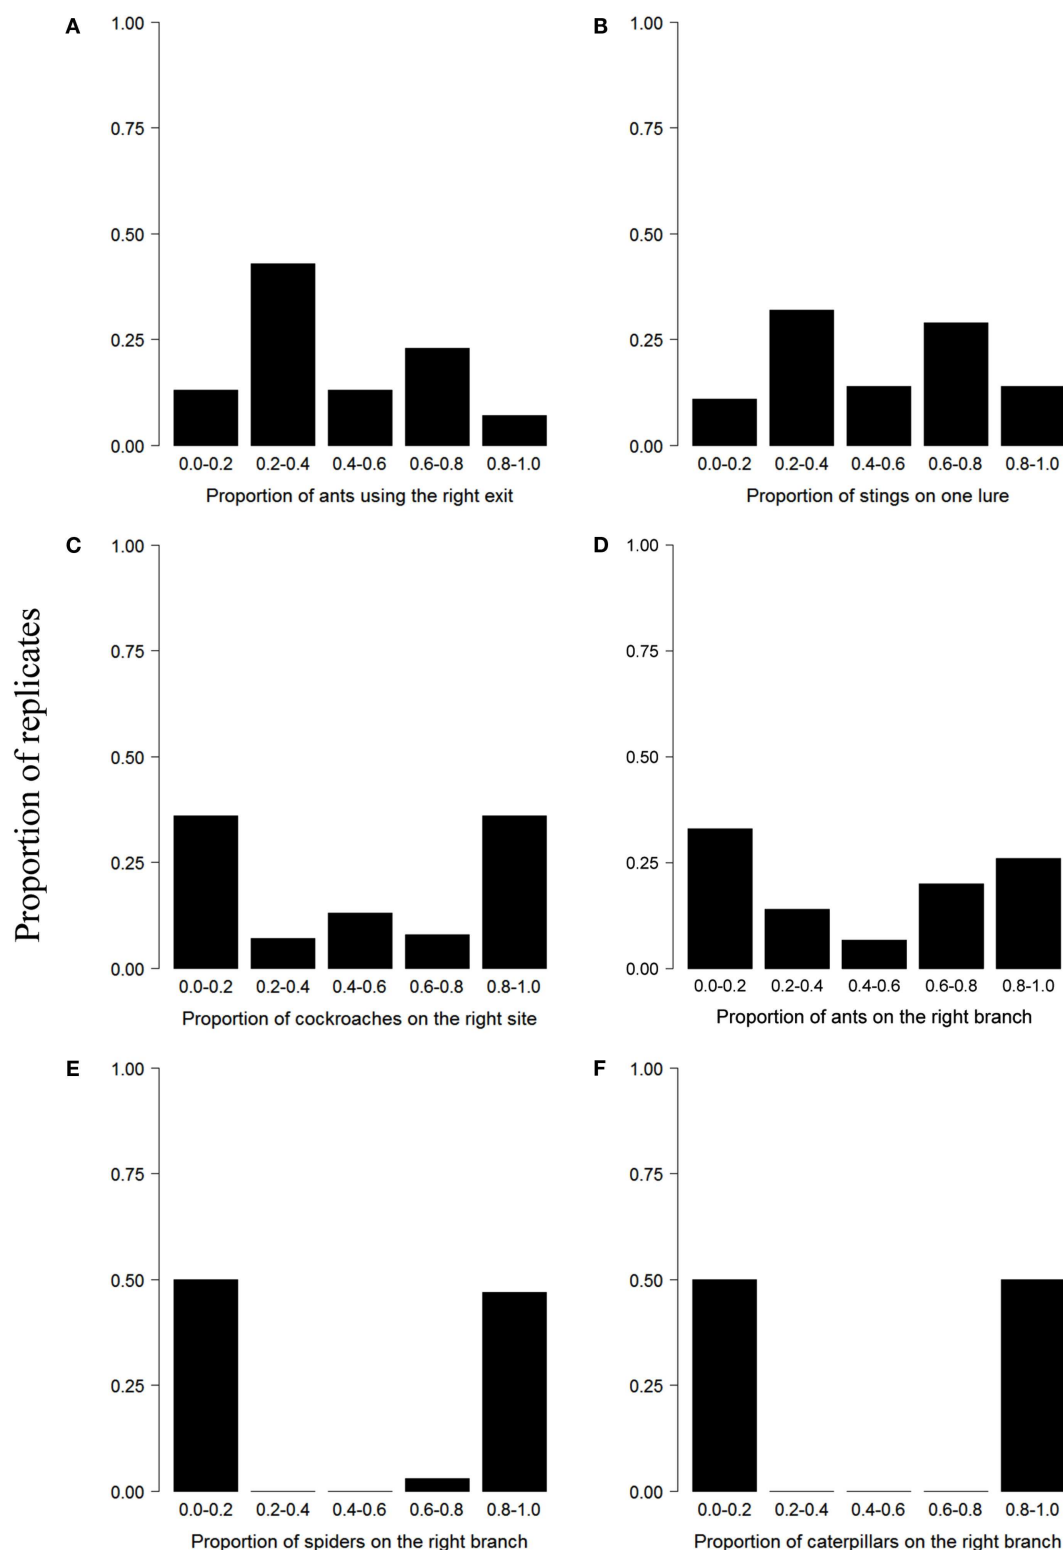 A
1.00
0.75
0.50
0.25
0.00
0.0-0.2 0.2-0.4 0.4-0.6 0.6-0.8 0.8-1.0
Proportion of ants using the right exit
B
1.00
0.75
0.50
0.25
0.00
0.0-0.2 0.2-0.4 0.4-0.6 0.6-0.8 0.8-1.0
Proportion of stings on one lure
Proportion of replicates
C
1.00
0.75
0.50
0.25
0.00
0.0-0.2 0.2-0.4 0.4-0.6 0.6-0.8 0.8-1.0
Proportion of cockroaches on the right site
D
1.00
0.75
0.50
0.25
0.00
0.0-0.2 0.2-0.4 0.4-0.6 0.6-0.8 0.8-1.0
Proportion of ants on the right branch
E
1.00
0.75
0.50
0.25
0.00
0.0-0.2 0.2-0.4 0.4-0.6 0.6-0.8 0.8-1.0
Proportion of spiders on the right branch
F
1.00
0.75
0.50
0.25
0.00
0.0-0.2 0.2-0.4 0.4-0.6 0.6-0.8 0.8-1.0
Proportion of caterpillars on the right branch